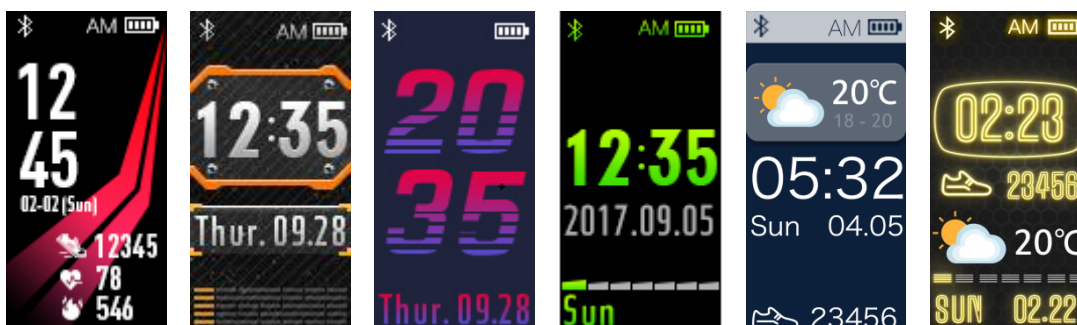 AM
12
45
02-02(Sun)
12345
78
546
AM
12:35
Thur. 09.28
20
35
Thur. 09.28
AM
12:35
2017.09.05
Sun
AM
20°C
18 - 20
05:32
Sun 04.05
23456
AM
02:23
23456
20°C
SUN 02.22